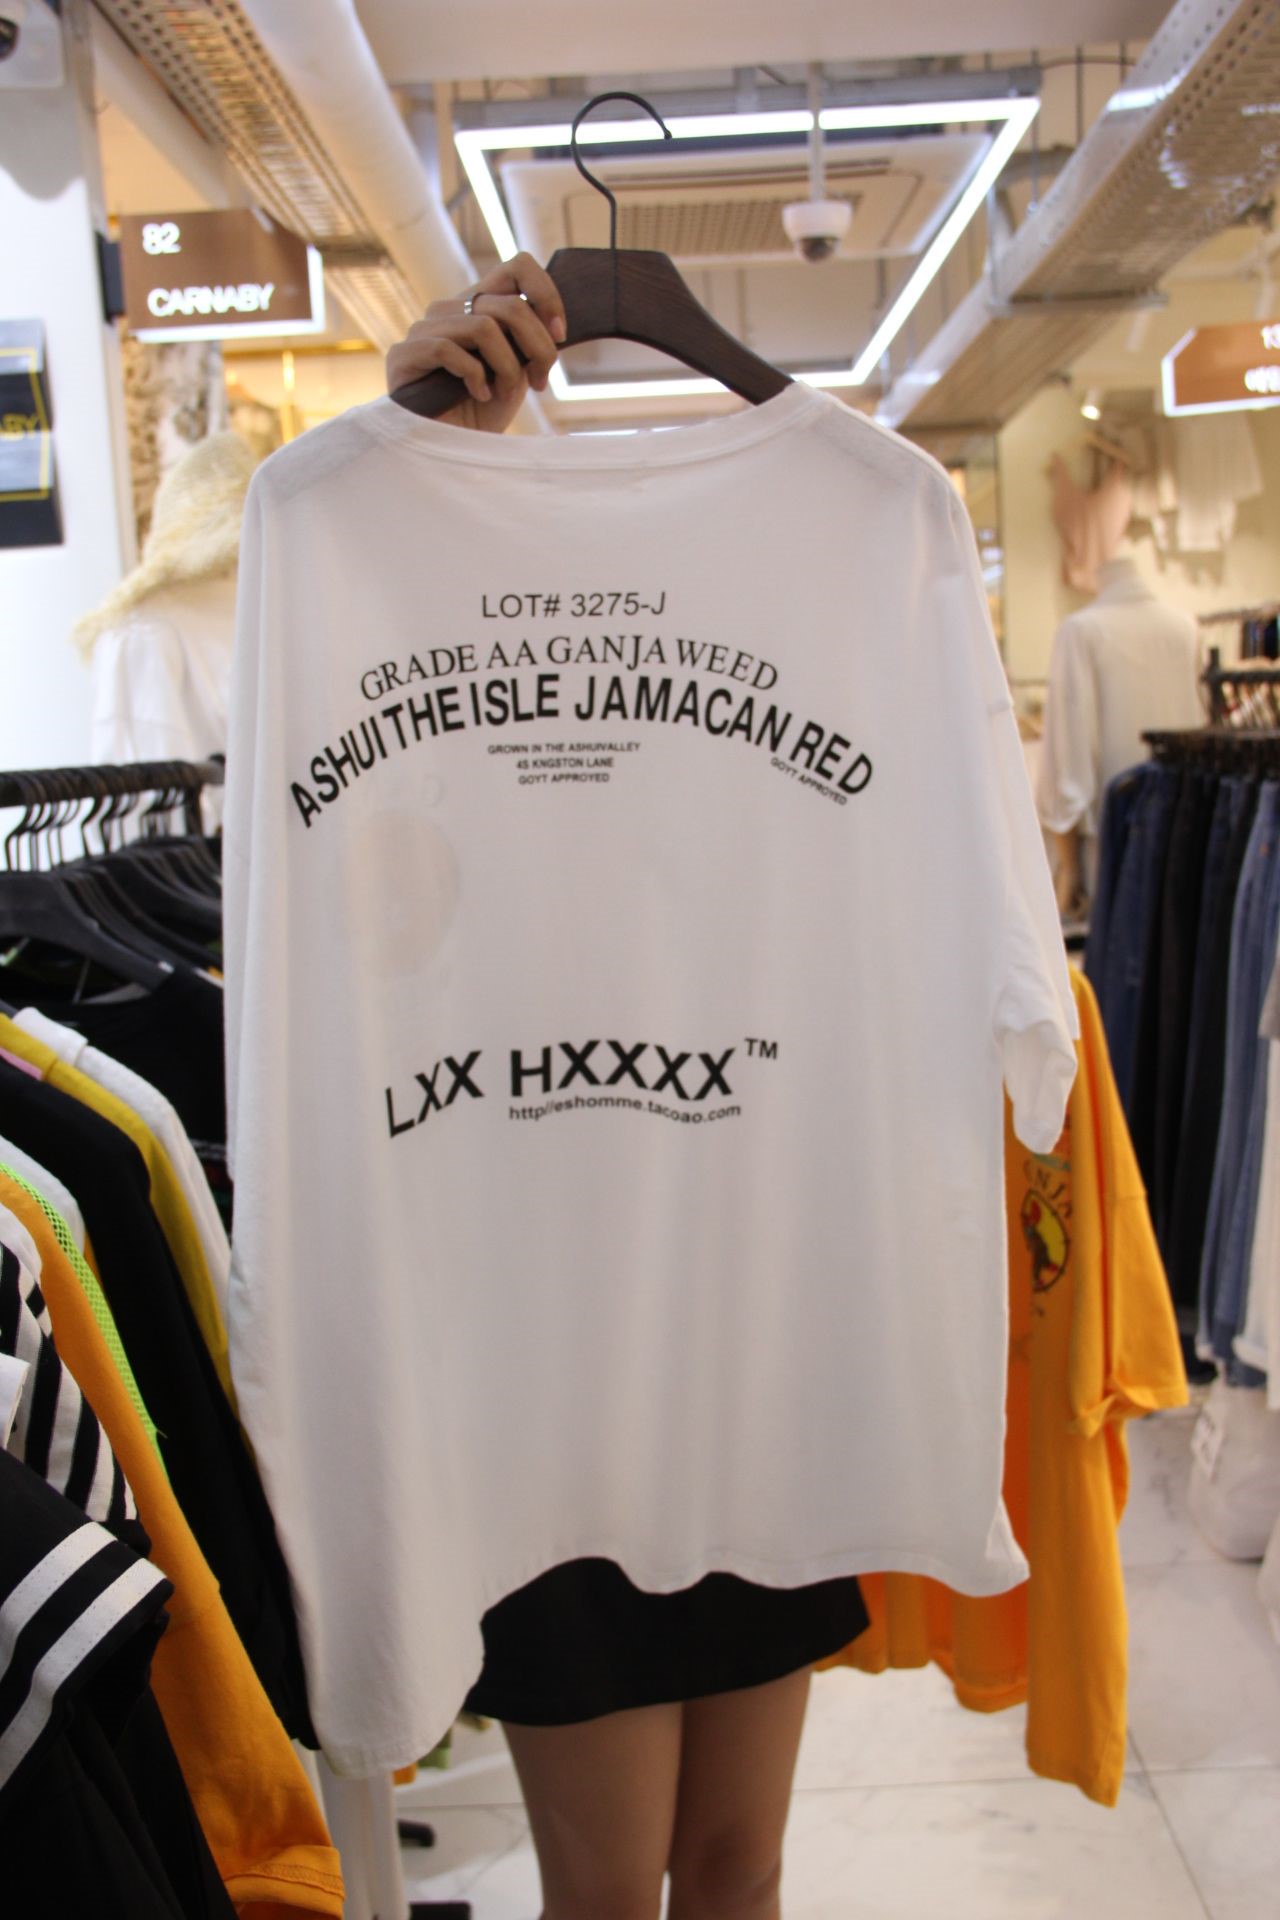 82
CARNABY
LOT# 3275-J
GRADE AA GANJA WEED
ASHUI THE ISLE JAMACAN RED
GROWN IN THE ASHUIVALLEY
4S KNGSTON LANE
GOYT APPROYED
GOYT APPROYED
LXX HXXXX™
http//eshomme.tacoao.com